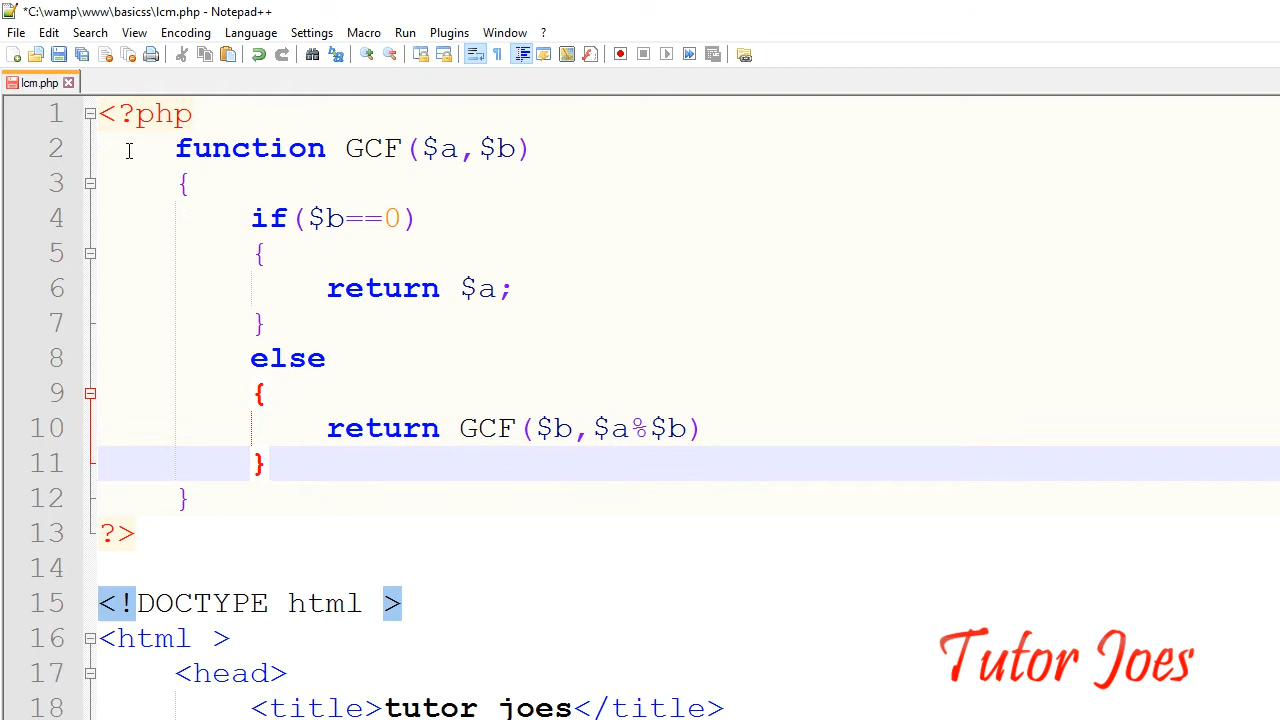 *C:\wamp\www\basicss\lcm.php - Notepad++
File Edit Search View Encoding Language Settings Macro Run Plugins Window ?
lcm.php
1 <?php
2 function GCF($a,$b)
3 {
4 if($b==0)
5 {
6 return $a;
7 }
8 else
9 {
10 return GCF($b,$a%$b)
11 }
12 }
13 ?>
14
15 <!DOCTYPE html >
16 <html >
17 <head>
18 <title>tutor joes</title>
Tutor Joes